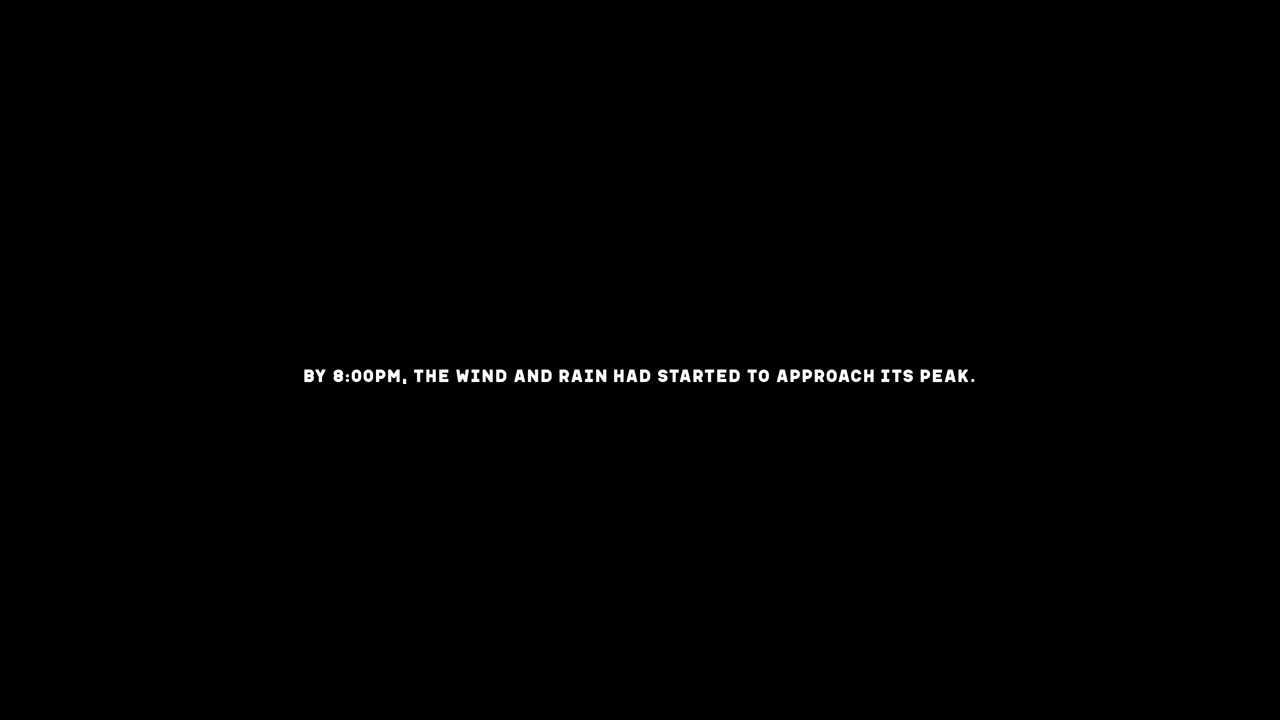 BY 8:00PM, THE WIND AND RAIN HAD STARTED TO APPROACH ITS PEAK.